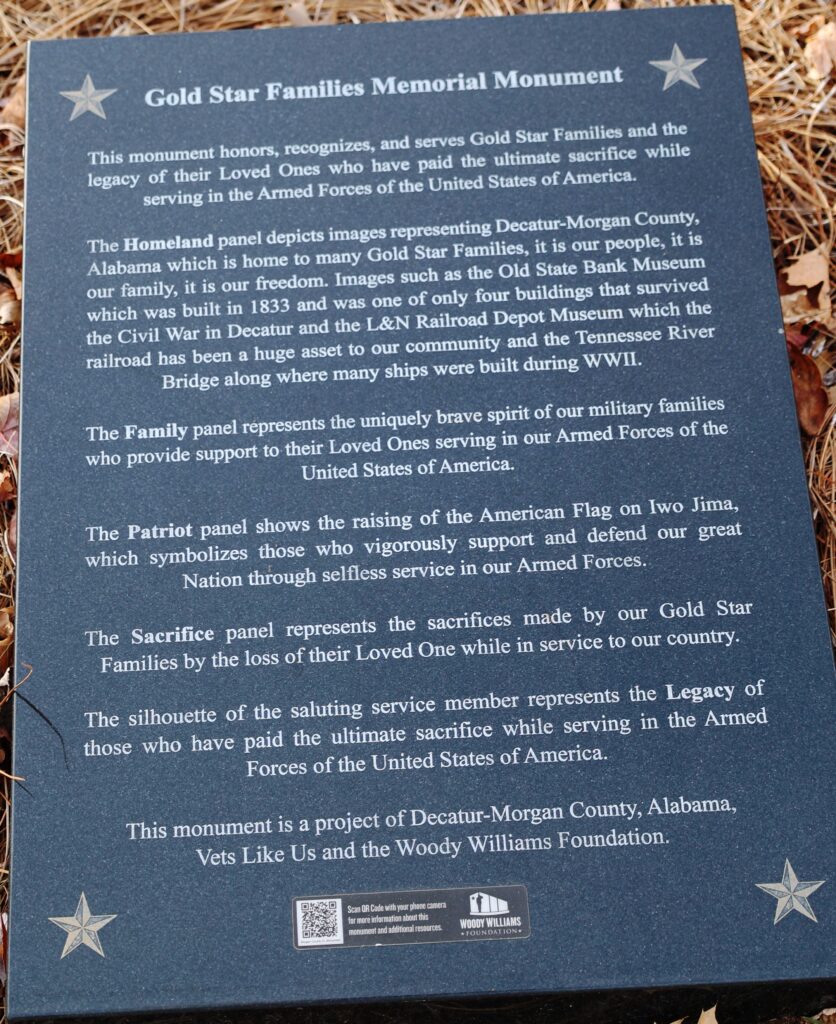 Gold Star Families Memorial Monument
This monument honors, recognizes, and serves Gold Star Families and the
legacy of their Loved Ones who have paid the ultimate sacrifice while
serving in the Armed Forces of the United States of America.
The Homeland panel depicts images representing Decatur-Morgan County,
Alabama which is home to many Gold Star Families, it is our people, it is
our family, it is our freedom. Images such as the Old State Bank Museum
which was built in 1833 and was one of only four buildings that survived
the Civil War in Decatur and the L&N Railroad Depot Museum which the
railroad has been a huge asset to our community and the Tennessee River
Bridge along where many ships were built during WWII.
The Family panel represents the uniquely brave spirit of our military families
who provide support to their Loved Ones serving in our Armed Forces of the
United States of America.
The Patriot panel shows the raising of the American Flag on Iwo Jima,
which symbolizes those who vigorously support and defend our great
Nation through selfless service in our Armed Forces.
The Sacrifice panel represents the sacrifices made by our Gold Star
Families by the loss of their Loved One while in service to our country.
The silhouette of the saluting service member represents the Legacy of
those who have paid the ultimate sacrifice while serving in the Armed
Forces of the United States of America.
This monument is a project of Decatur-Morgan County, Alabama,
Vets Like Us and the Woody Williams Foundation.
Scan QR Code with your phone camera
for more information about this
monument and additional resources.
WOODY WILLIAMS
FOUNDATION